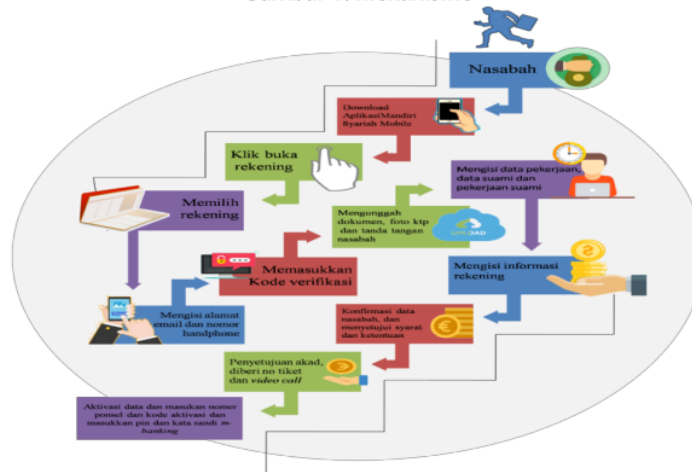 Nasabah
Download
AplikasiMandiri
Syariah Mobile
Klik buka
rekening
Memilih
rekening
Mengisi alamat
email dan nomor
handphone
Memasukkan
Kode verifikasi
Mengunggah
dokumen, foto ktp
dan tanda tangan
nasabah
UPLOAD
Mengisi data pekerjaan,
data suami dan
pekerjaan suami
Mengisi informasi
rekening
Konfirmasi data
nasabah, dan
menyetujui syarat
dan ketentuan
Penyetujuan akad,
diberi no tiket
dan video call
Aktivasi data dan masukan nomor
ponsel dan kode aktivasi dan
masukkan pin dan kata sandi m-
banking